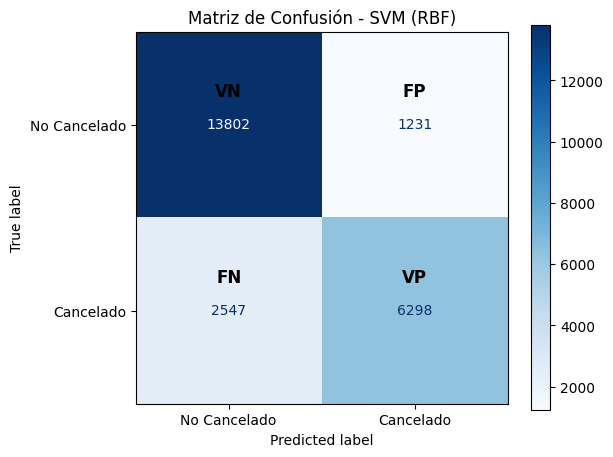 Matriz de Confusión - SVM (RBF)
True label
No Cancelado
Cancelado
VN
13802
FP
1231
FN
2547
VP
6298
No Cancelado
Cancelado
Predicted label
12000
10000
8000
6000
4000
2000